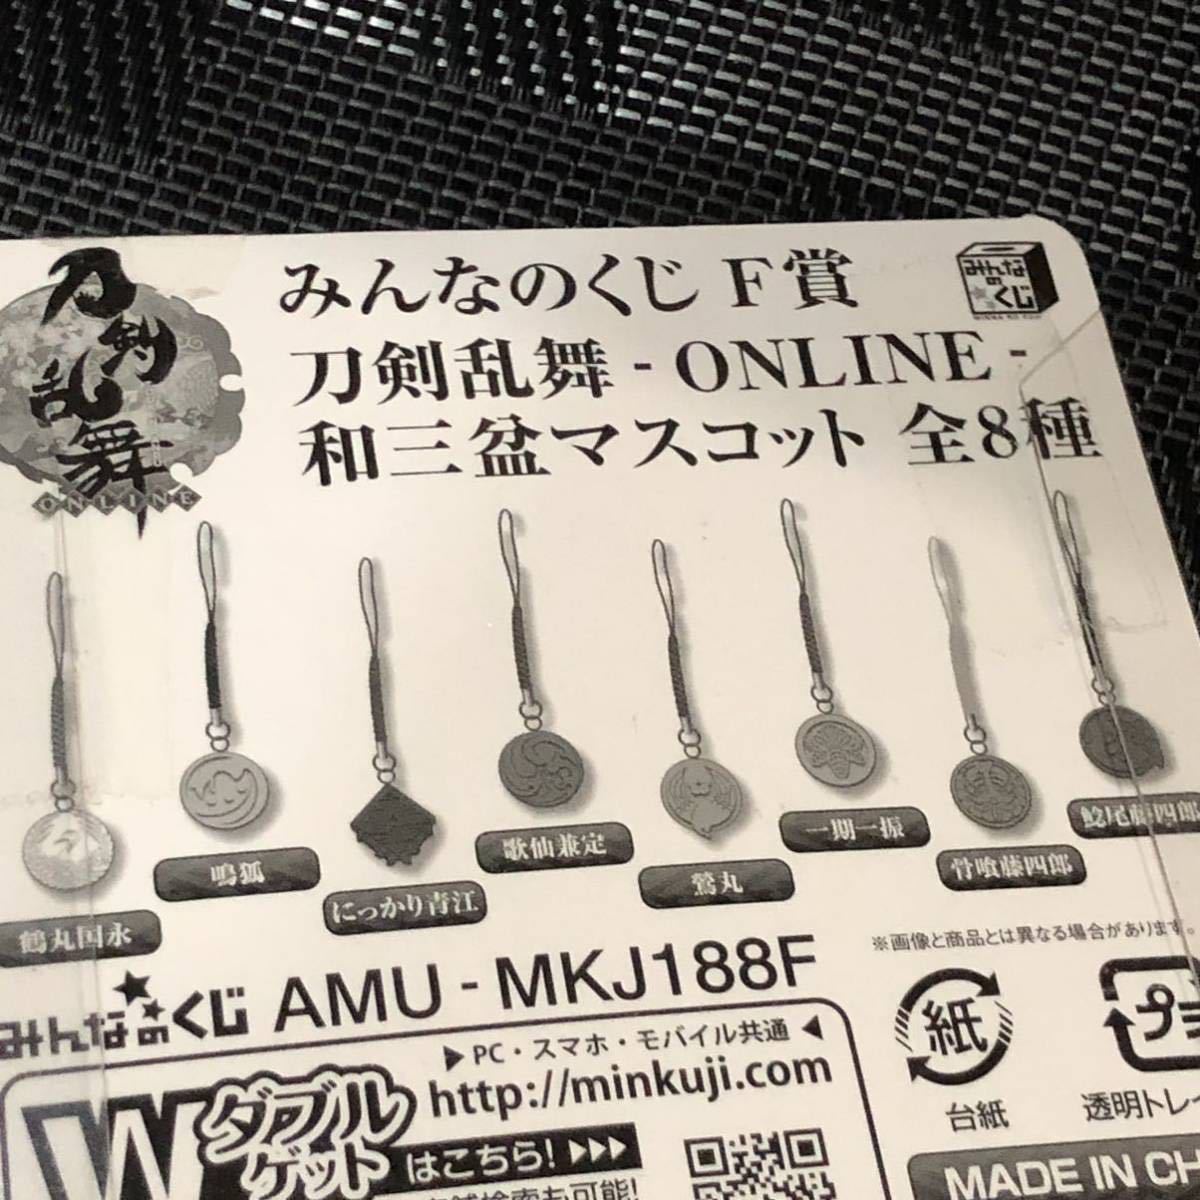 刀剣乱舞
ONLINE
みんなのくじ F賞
刀剣乱舞 - ONLINE -
和三盆マスコット 全8種
みんな
の
くじ
鶴丸国永
鳴狐
にっかり青江
歌仙兼定
鶯丸
一期一振
骨喰藤四郎
鯰尾藤四郎
※画像と商品とは異なる場合があります。
みんなのくじ AMU - MKJ188F
▶PC・スマホ・モバイル共通◀
http://minkuji.com
W ダブル
ゲット
はこちら! ▶▶▶
も可能!
紙
台紙
プラ
透明トレー
MADE IN CH